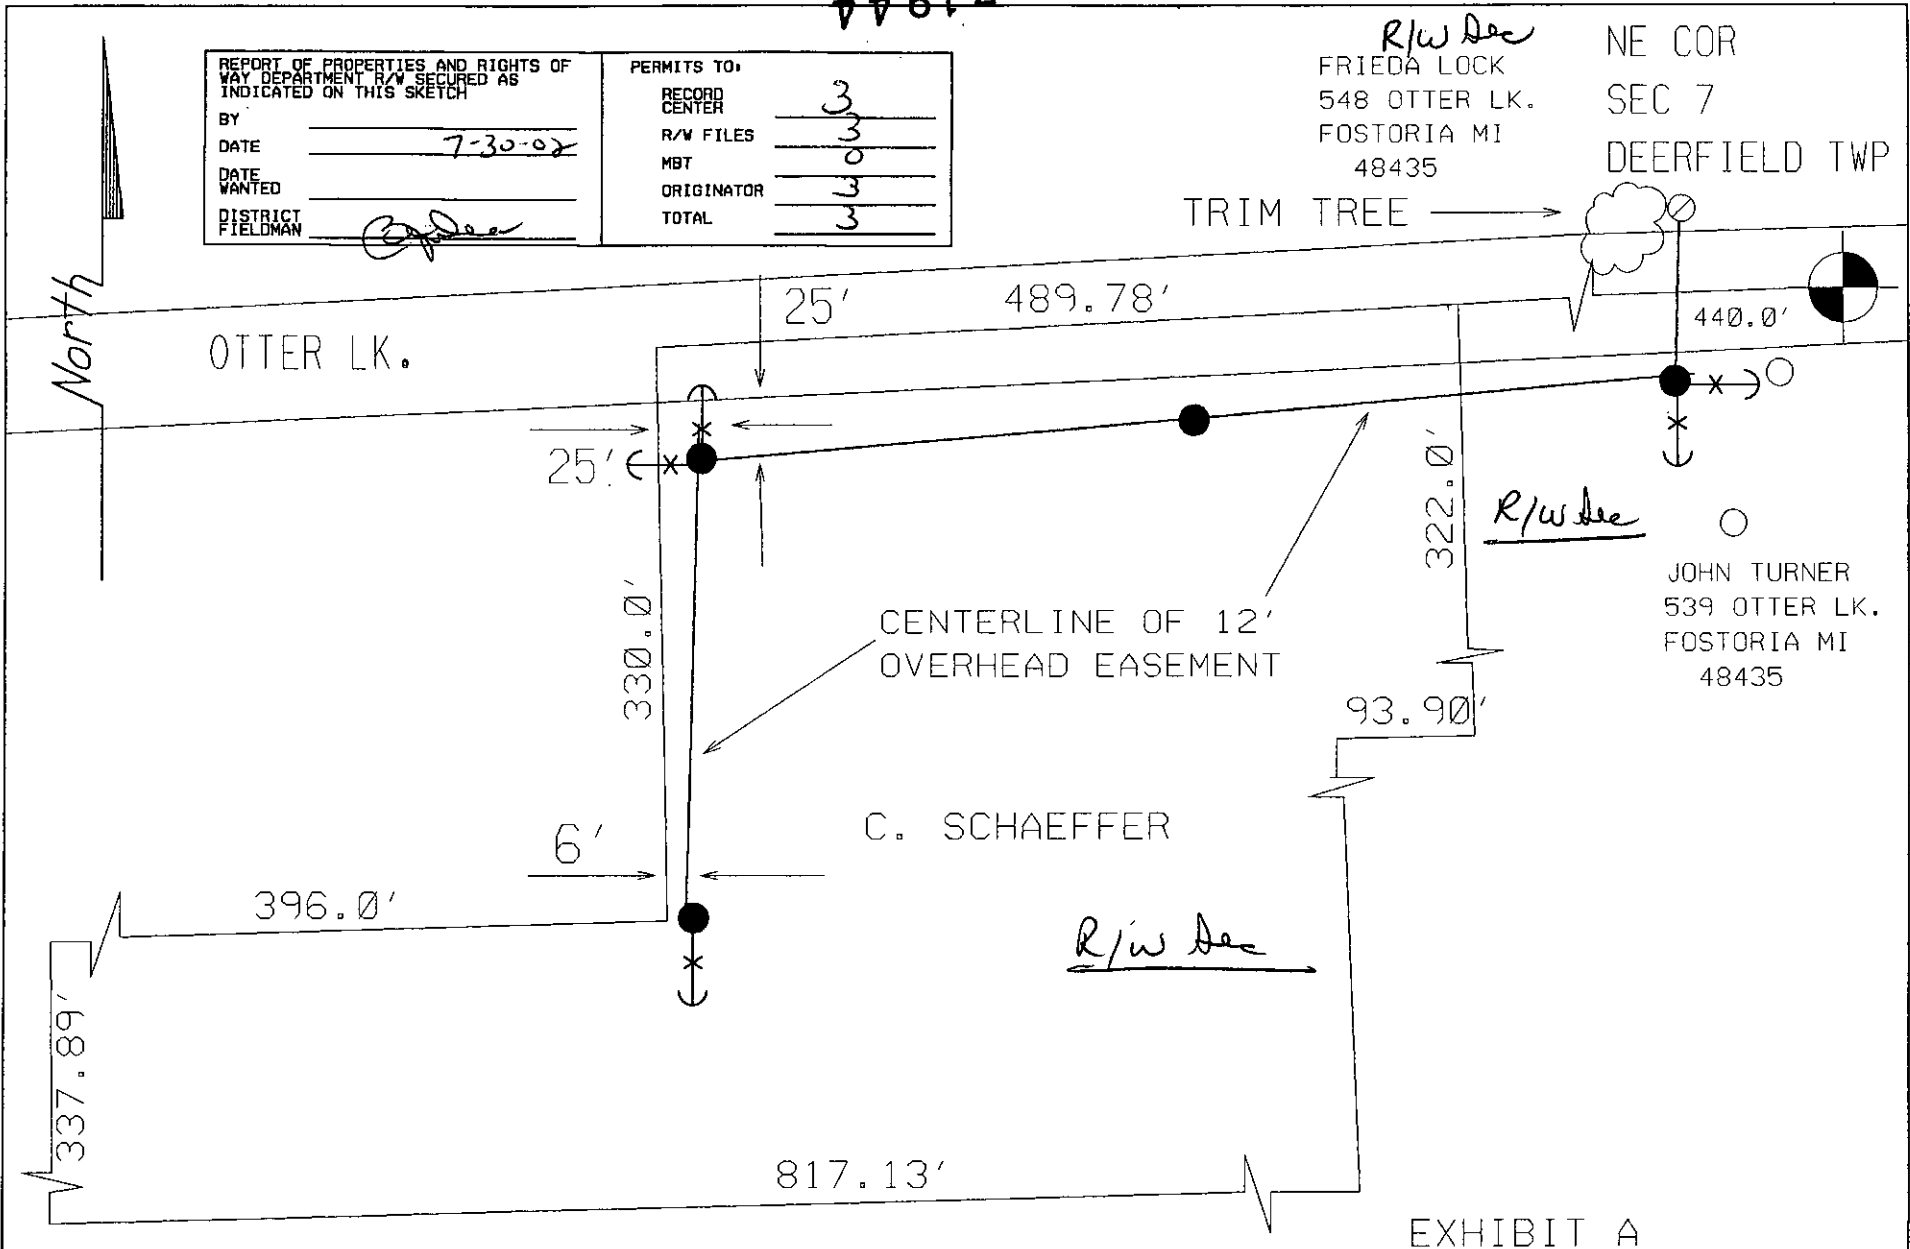 71944
REPORT OF PROPERTIES AND RIGHTS OF
WAY DEPARTMENT R/W SECURED AS
INDICATED ON THIS SKETCH
BY
DATE 7-30-02
DATE
WANTED
DISTRICT
FIELDMAN
PERMITS TO:
RECORD
CENTER 3
R/W FILES 3
MBT 0
ORIGINATOR 3
TOTAL 3
R/W Sec
FRIEDA LOCK
548 OTTER LK.
FOSTORIA MI
48435
NE COR
SEC 7
DEERFIELD TWP
TRIM TREE
North
OTTER LK.
25'
489.78'
440.0'
25'
322.0'
R/W Sec
JOHN TURNER
539 OTTER LK.
FOSTORIA MI
48435
330.0'
CENTERLINE OF 12'
OVERHEAD EASEMENT
93.90'
C. SCHAEFFER
6'
396.0'
R/W Sec
337.89'
817.13'
EXHIBIT A